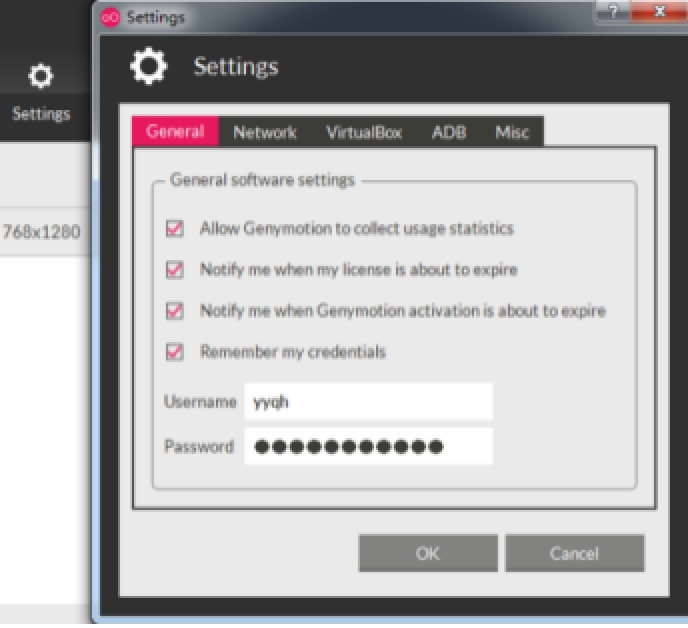 Settings
?
Settings
Settings
General
Network
VirtualBox
ADB
Misc
General software settings
768x1280
Allow Genymotion to collect usage statistics
Notify me when my license is about to expire
Notify me when Genymotion activation is about to expire
Remember my credentials
Username yyqh
Password ●●●●●●●●●●●
OK
Cancel